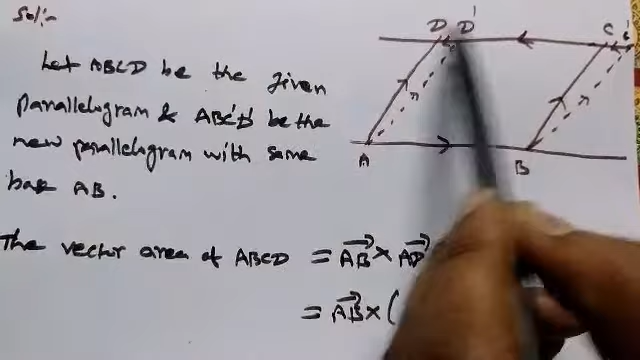 Sol:-
D D' C C'
Let ABCD be the given
parallelogram & ABC'D' be the
new parallelogram with same
base AB.
A B
The vector area of ABCD = AB × AD
= AB × (